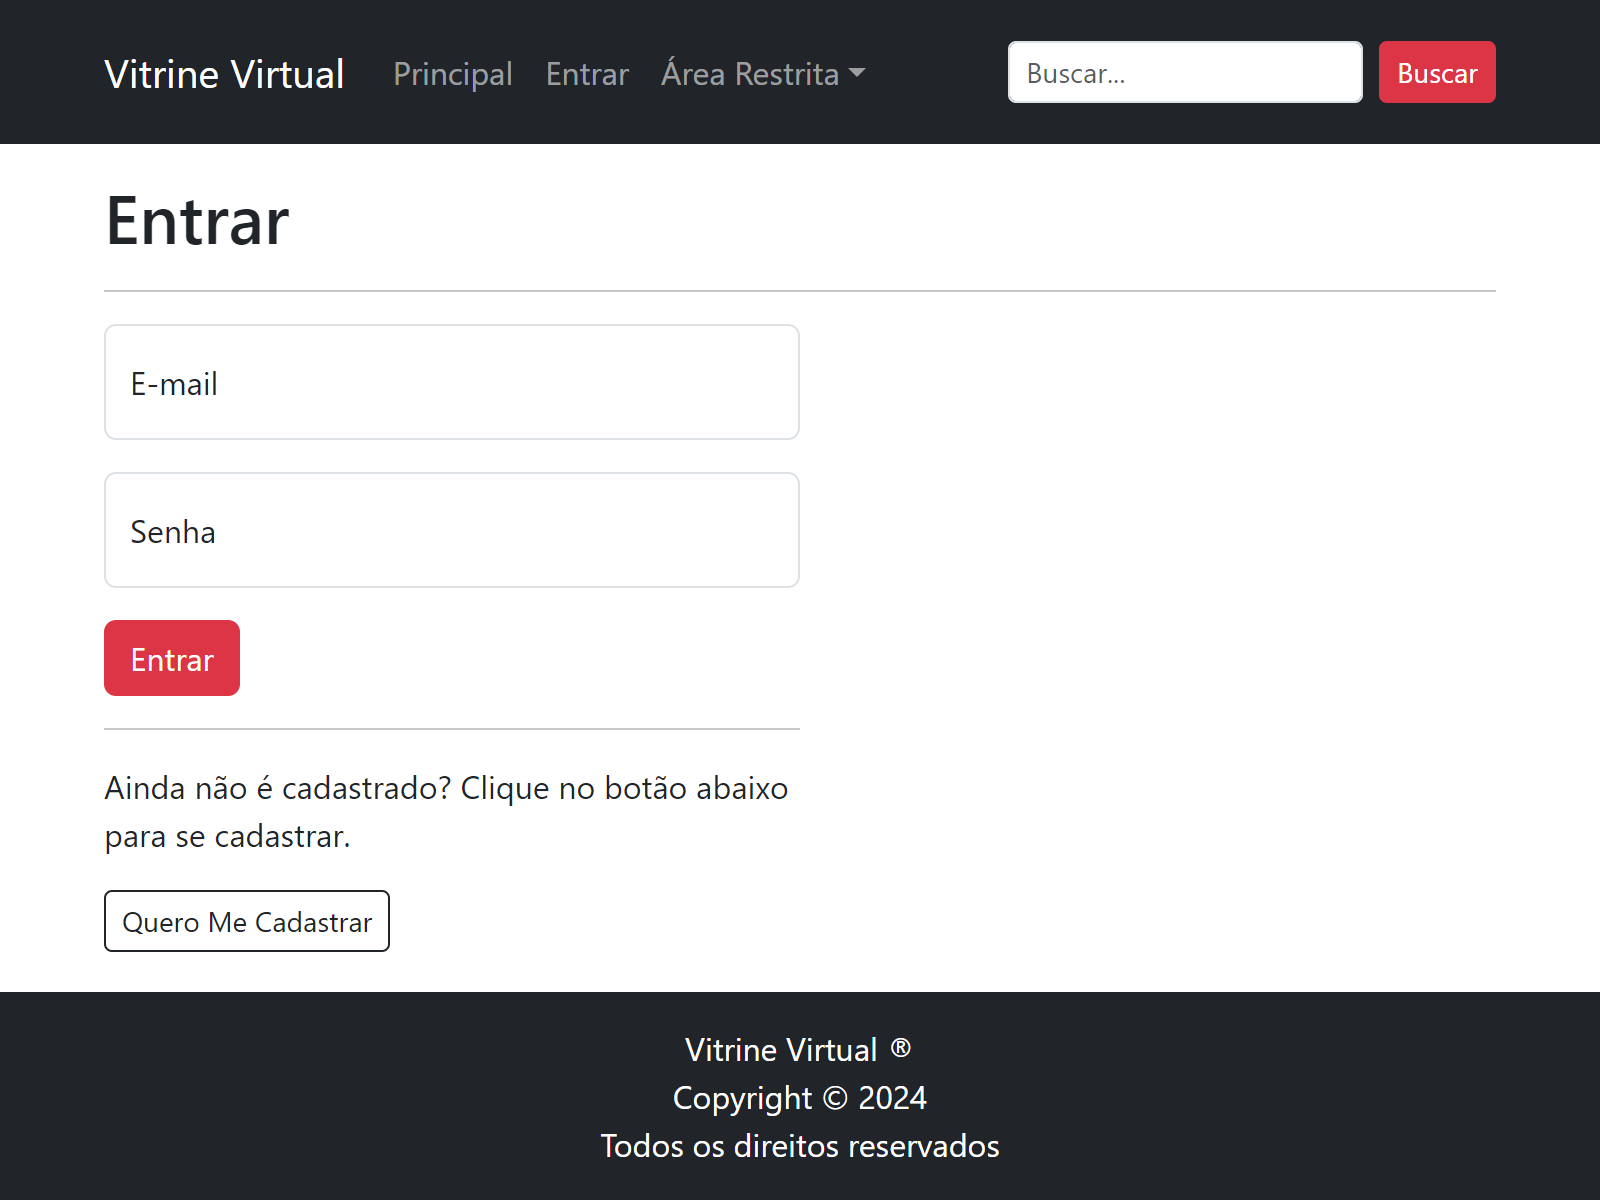 Vitrine Virtual Principal Entrar Área Restrita Buscar... Buscar
Entrar
E-mail
Senha
Entrar
Ainda não é cadastrado? Clique no botão abaixo
para se cadastrar.
Quero Me Cadastrar
Vitrine Virtual ®
Copyright © 2024
Todos os direitos reservados